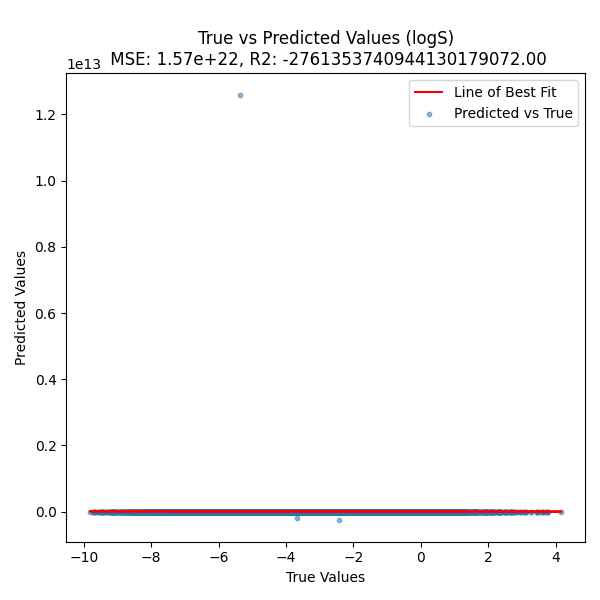 True vs Predicted Values (logS)
MSE: 1.57e+22, R2: -2761353740944130179072.00
1e13
Line of Best Fit
Predicted vs True
1.2
1.0
0.8
0.6
0.4
0.2
0.0
Predicted Values
−10 −8 −6 −4 −2 0 2 4
True Values